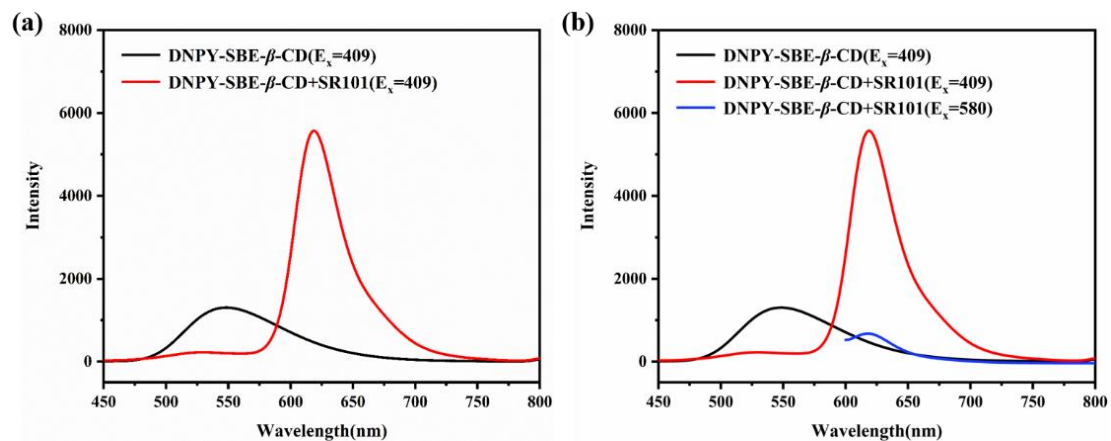 (a)
8000
6000
4000
2000
0
Intensity
DNPY-SBE-β-CD(Eₓ=409)
DNPY-SBE-β-CD+SR101(Eₓ=409)
450 500 550 600 650 700 750 800
Wavelength(nm)
(b)
8000
6000
4000
2000
0
Intensity
DNPY-SBE-β-CD(Eₓ=409)
DNPY-SBE-β-CD+SR101(Eₓ=409)
DNPY-SBE-β-CD+SR101(Eₓ=580)
450 500 550 600 650 700 750 800
Wavelength(nm)